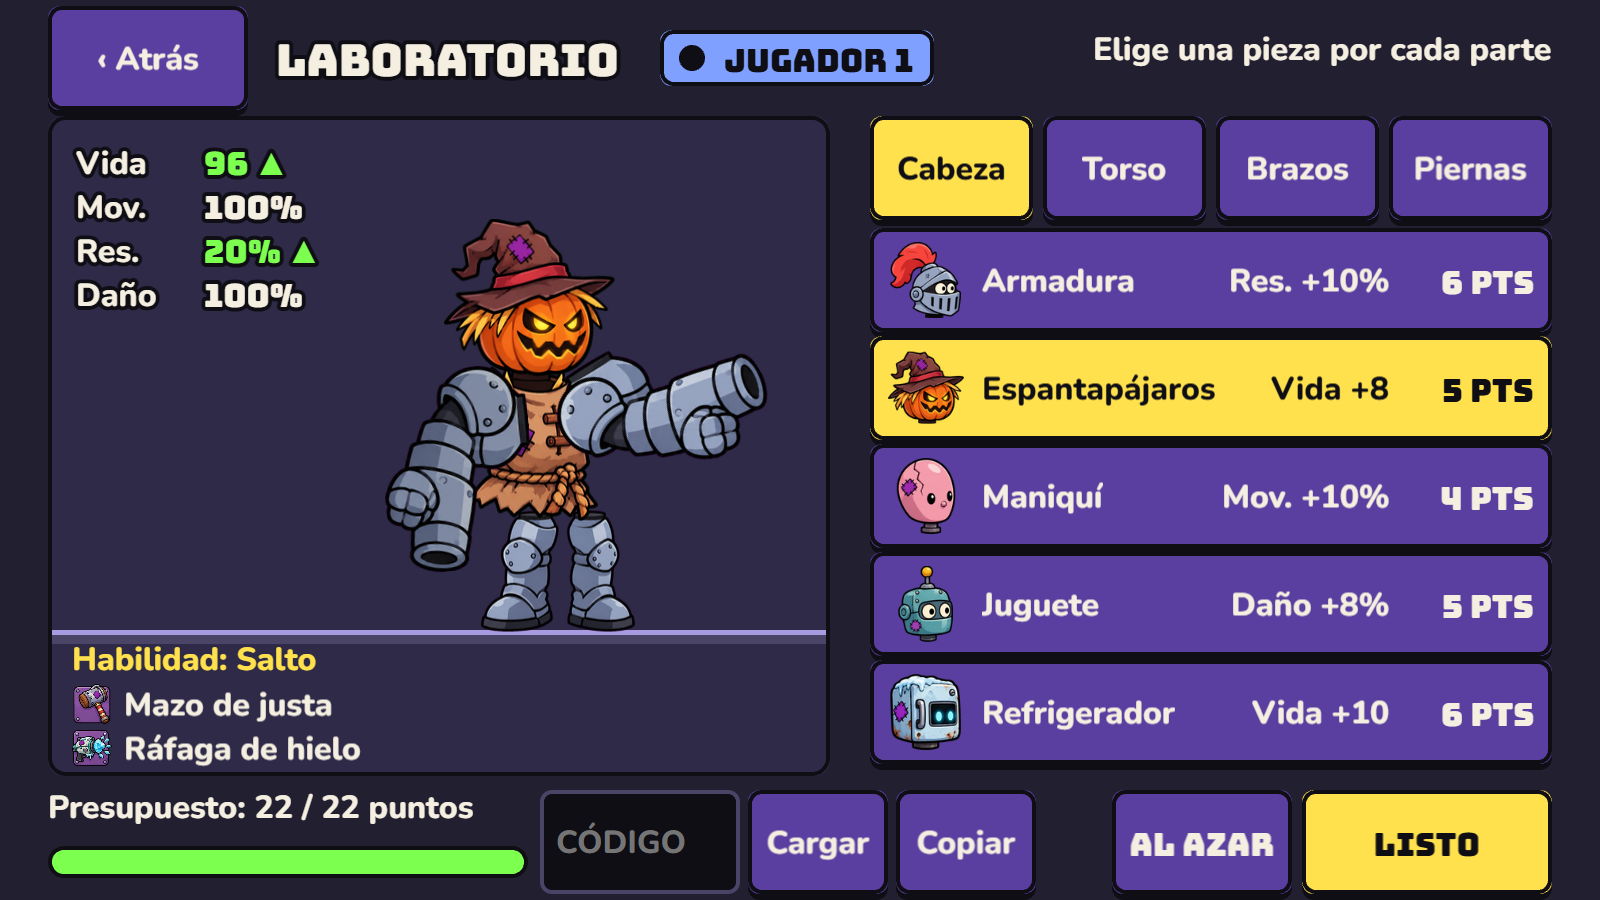 ‹ Atrás
LABORATORIO
JUGADOR 1
Elige una pieza por cada parte
Vida 96 ▲
Mov. 100%
Res. 20% ▲
Daño 100%
Habilidad: Salto
Mazo de justa
Ráfaga de hielo
Cabeza
Torso
Brazos
Piernas
Armadura Res. +10% 6 PTS
Espantapájaros Vida +8 5 PTS
Maniquí Mov. +10% 4 PTS
Juguete Daño +8% 5 PTS
Refrigerador Vida +10 6 PTS
Presupuesto: 22 / 22 puntos
CÓDIGO
Cargar
Copiar
AL AZAR
LISTO